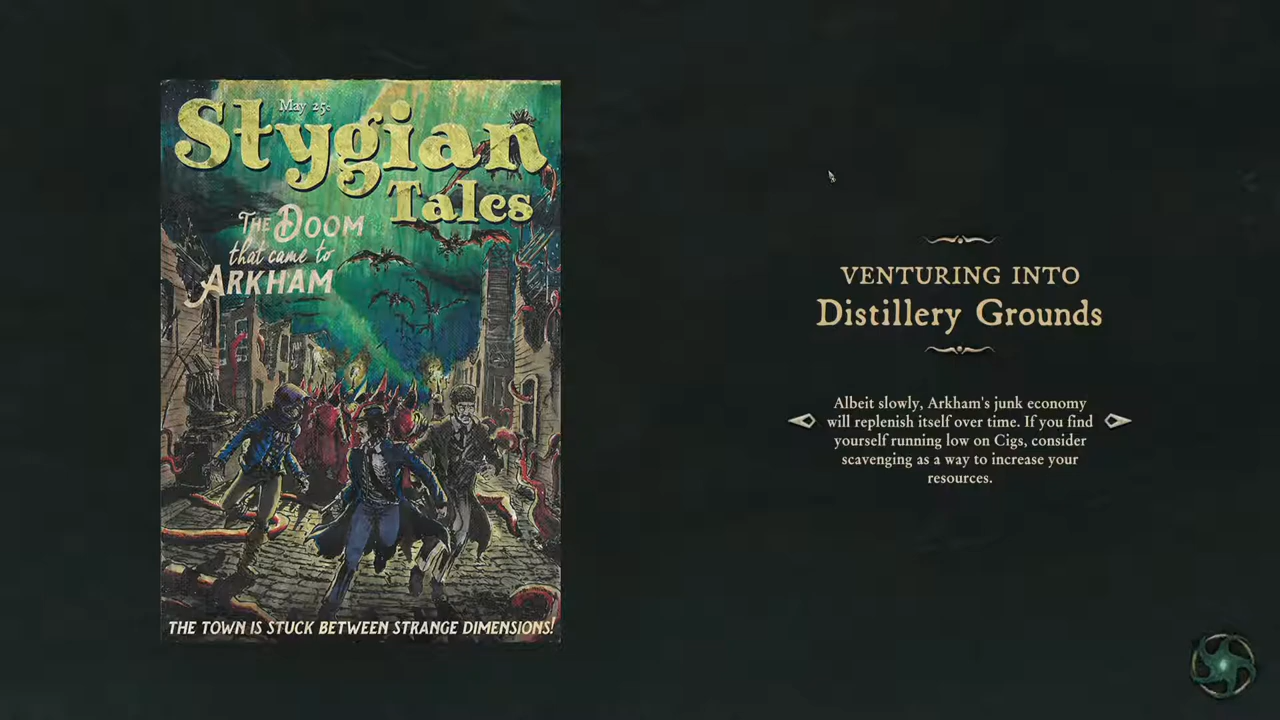 May 25c
Stygian
Tales
THE DOOM
that came to
ARKHAM
THE TOWN IS STUCK BETWEEN STRANGE DIMENSIONS!
VENTURING INTO
Distillery Grounds
Albeit slowly, Arkham's junk economy
will replenish itself over time. If you find
yourself running low on Cigs, consider
scavenging as a way to increase your
resources.